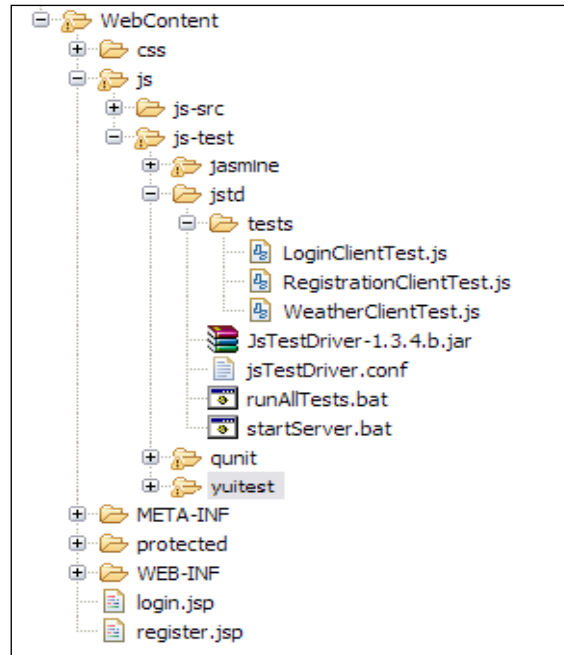 WebContent
css
js
js-src
js-test
jasmine
jstd
tests
LoginClientTest.js
RegistrationClientTest.js
WeatherClientTest.js
JsTestDriver-1.3.4.b.jar
jsTestDriver.conf
runAllTests.bat
startServer.bat
qunit
yuitest
META-INF
protected
WEB-INF
login.jsp
register.jsp